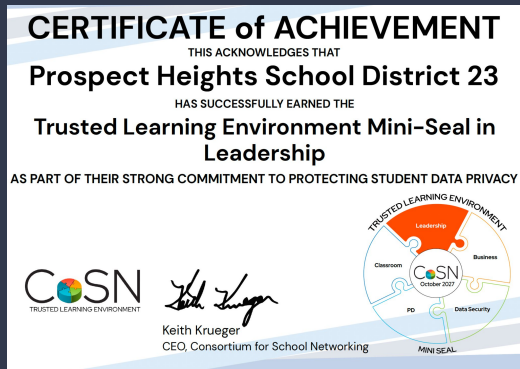 CERTIFICATE of ACHIEVEMENT
THIS ACKNOWLEDGES THAT
Prospect Heights School District 23
HAS SUCCESSFULLY EARNED THE
Trusted Learning Environment Mini-Seal in
Leadership
AS PART OF THEIR STRONG COMMITMENT TO PROTECTING STUDENT DATA PRIVACY
TRUSTED LEARNING ENVIRONMENT
Leadership
Classroom
Business
CoSN
October 2027
PD
Data Security
MINI SEAL
CoSN
TRUSTED LEARNING ENVIRONMENT
Keith Krueger
Keith Krueger
CEO, Consortium for School Networking